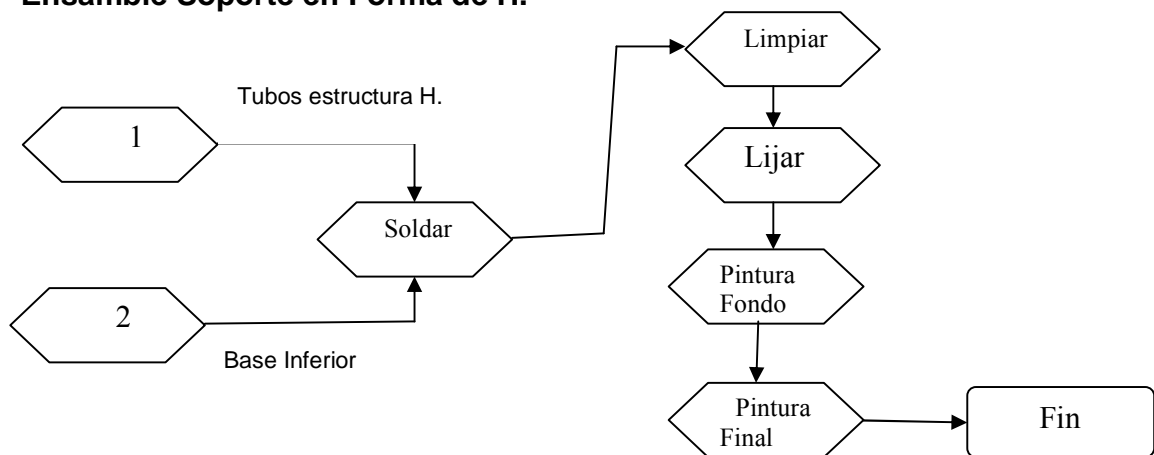 Ensamble Soporte en Forma de H.
Limpiar
Tubos estructura H.
1
Lijar
Soldar
Pintura
Fondo
2
Base Inferior
Pintura
Final
Fin